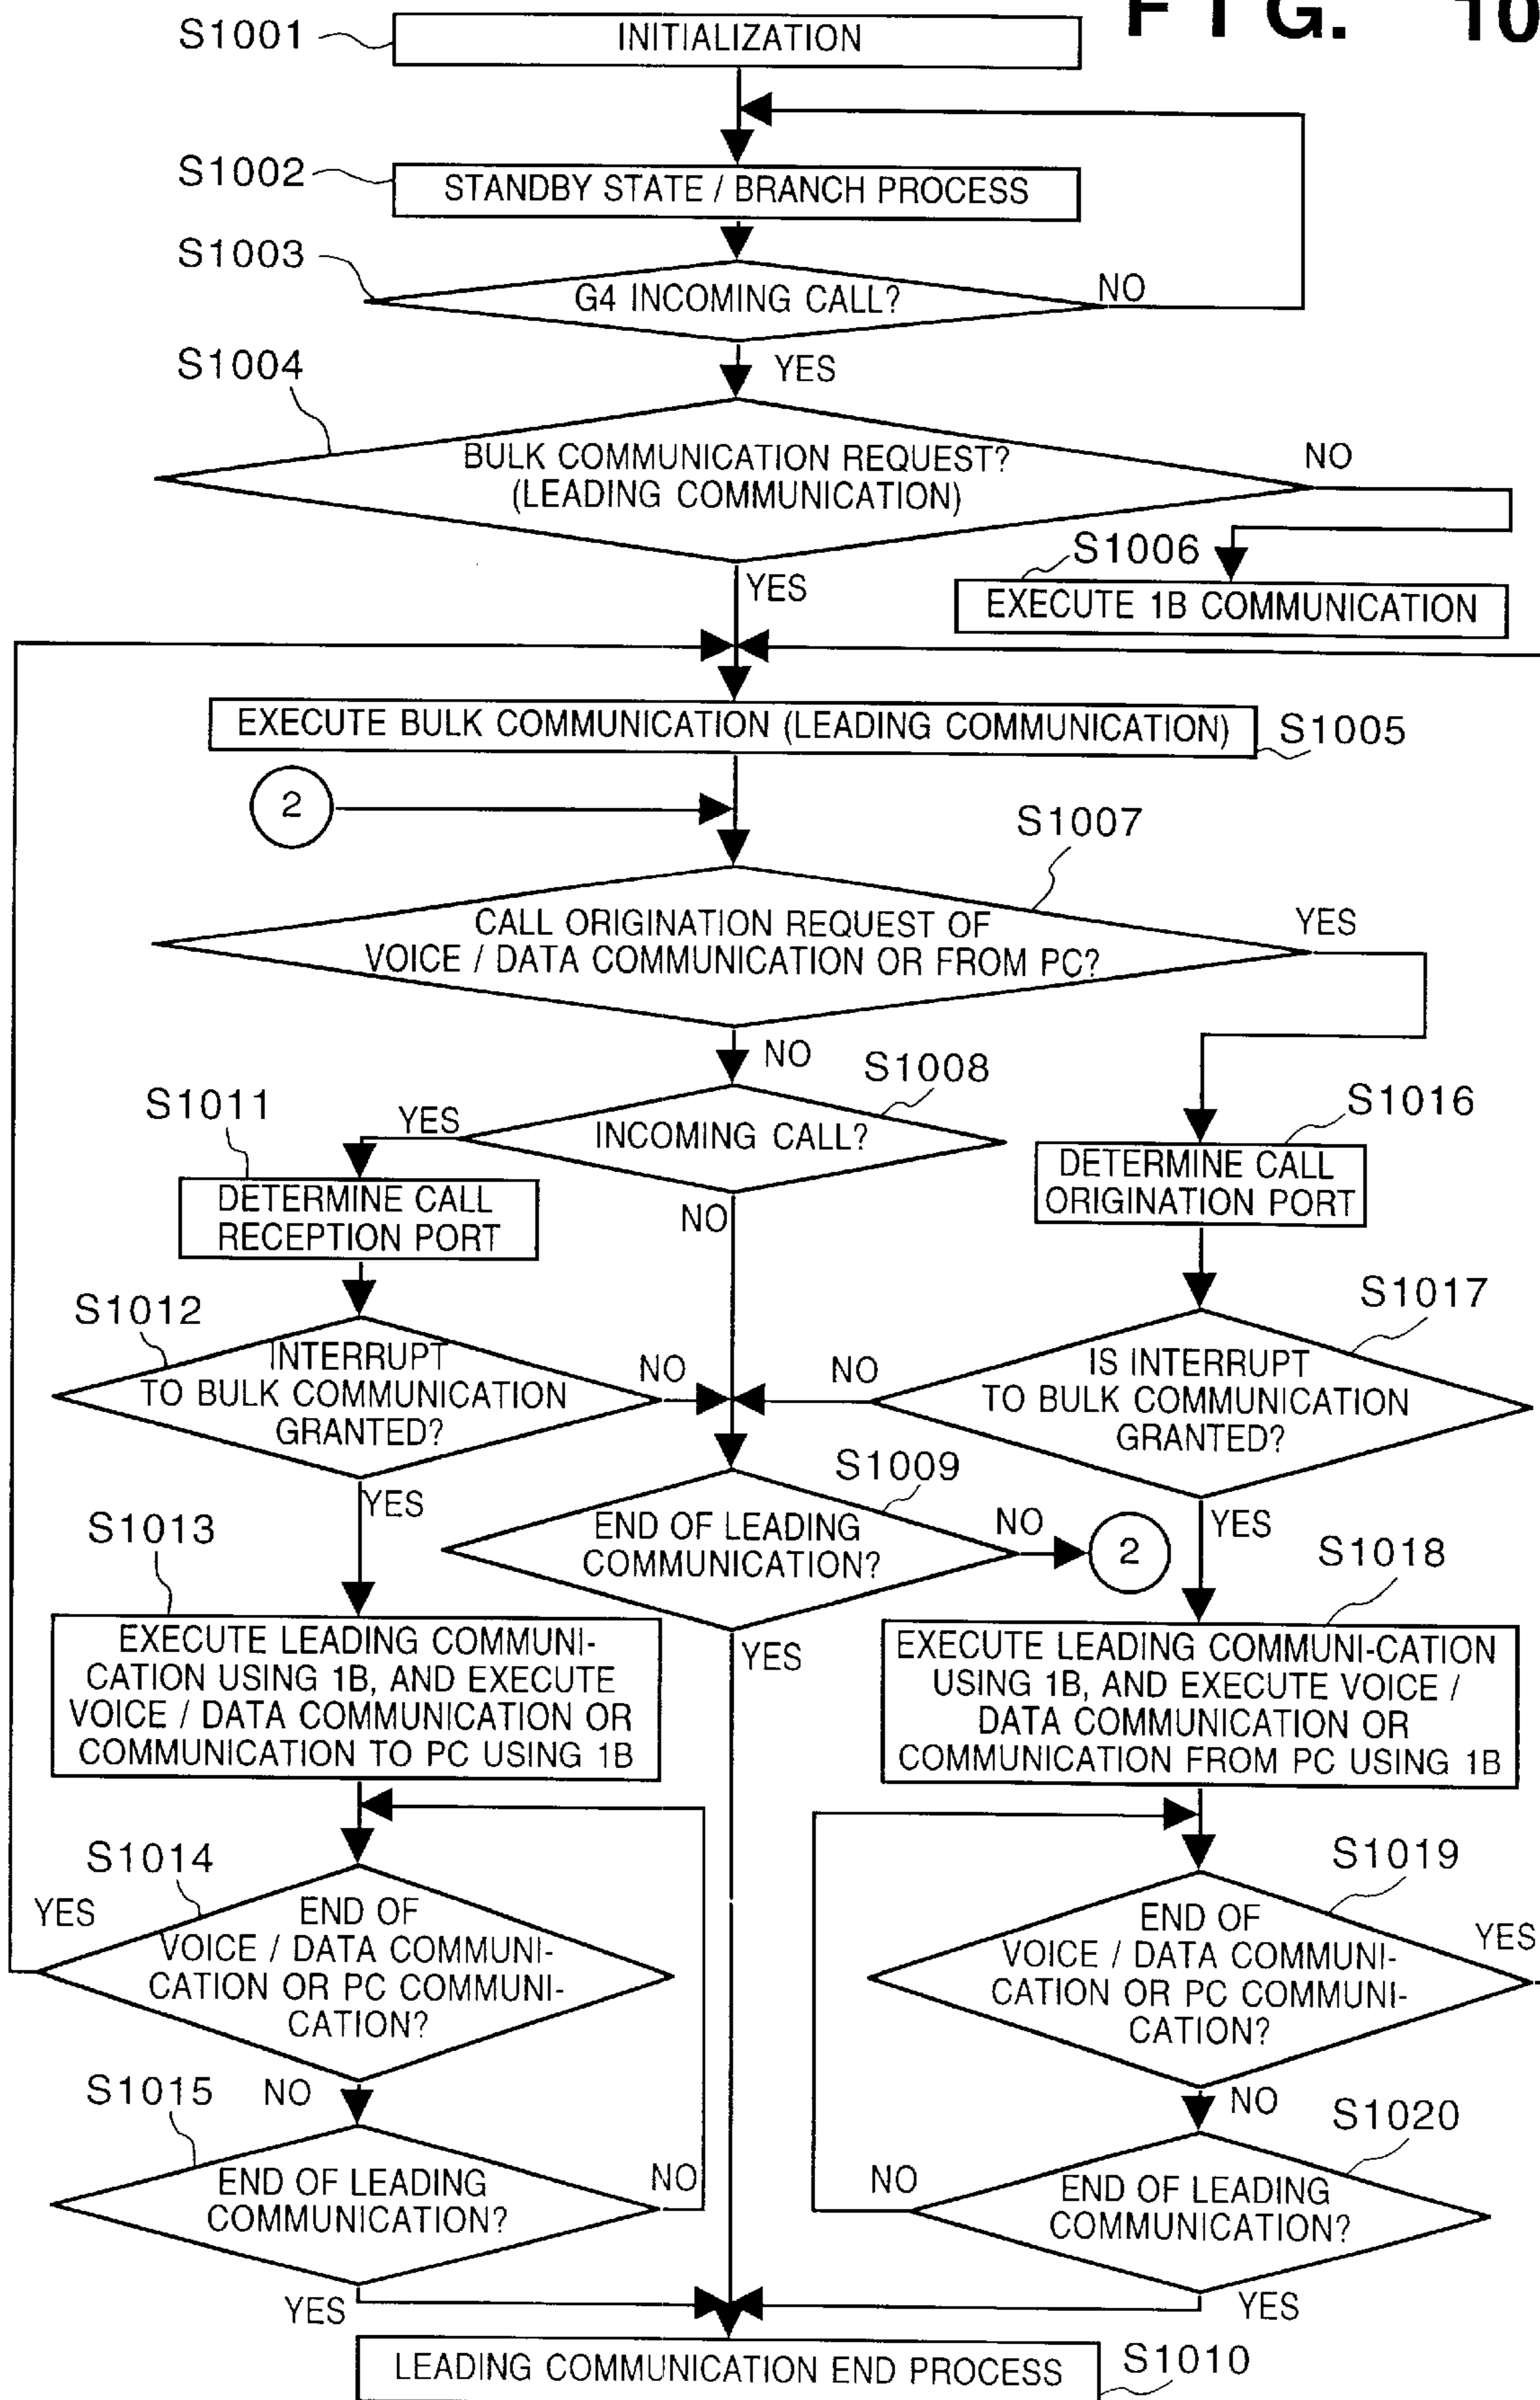 FIG. 10
S1001
INITIALIZATION
S1002
STANDBY STATE / BRANCH PROCESS
S1003
G4 INCOMING CALL?
NO
YES
S1004
BULK COMMUNICATION REQUEST?
(LEADING COMMUNICATION)
NO
YES
S1006
EXECUTE 1B COMMUNICATION
EXECUTE BULK COMMUNICATION (LEADING COMMUNICATION)
S1005
2
S1007
CALL ORIGINATION REQUEST OF
VOICE / DATA COMMUNICATION OR FROM PC?
YES
NO
S1008
INCOMING CALL?
YES
NO
S1011
DETERMINE CALL
RECEPTION PORT
S1016
DETERMINE CALL
ORIGINATION PORT
S1012
INTERRUPT
TO BULK COMMUNICATION
GRANTED?
NO
YES
S1017
IS INTERRUPT
TO BULK COMMUNICATION
GRANTED?
NO
YES
S1009
END OF LEADING
COMMUNICATION?
NO
2
YES
S1013
EXECUTE LEADING COMMUNI-
CATION USING 1B, AND EXECUTE
VOICE / DATA COMMUNICATION OR
COMMUNICATION TO PC USING 1B
S1018
EXECUTE LEADING COMMUNI-CATION
USING 1B, AND EXECUTE VOICE /
DATA COMMUNICATION OR
COMMUNICATION FROM PC USING 1B
S1014
YES
END OF
VOICE / DATA COMMUNI-
CATION OR PC COMMUNI-
CATION?
NO
S1019
END OF
VOICE / DATA COMMUNI-
CATION OR PC COMMUNI-
CATION?
YES
NO
S1015
END OF LEADING
COMMUNICATION?
NO
YES
S1020
END OF LEADING
COMMUNICATION?
NO
YES
LEADING COMMUNICATION END PROCESS
S1010